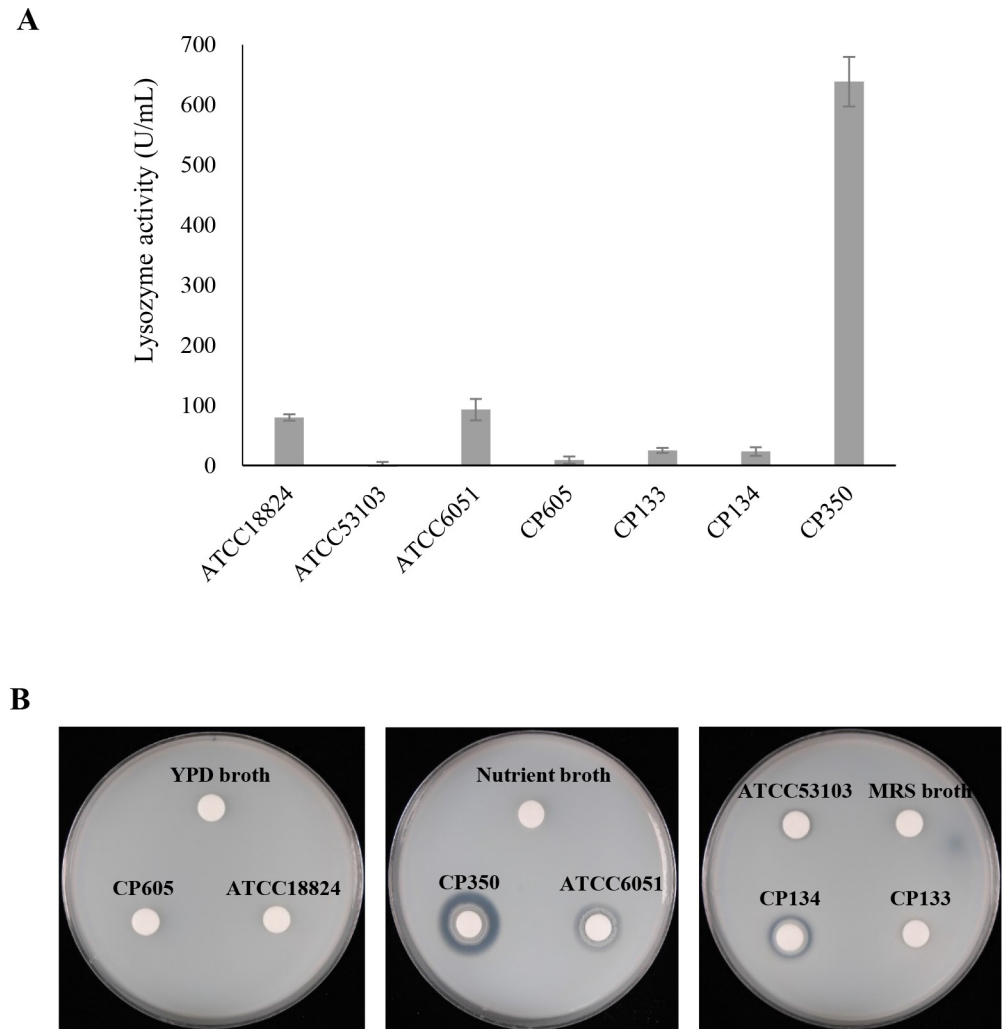 A
Lysozyme activity (U/mL)
700
600
500
400
300
200
100
0
ATCC18824
ATCC53103
ATCC6051
CP605
CP133
CP134
CP350
B
YPD broth
CP605
ATCC18824
Nutrient broth
CP350
ATCC6051
ATCC53103
MRS broth
CP134
CP133